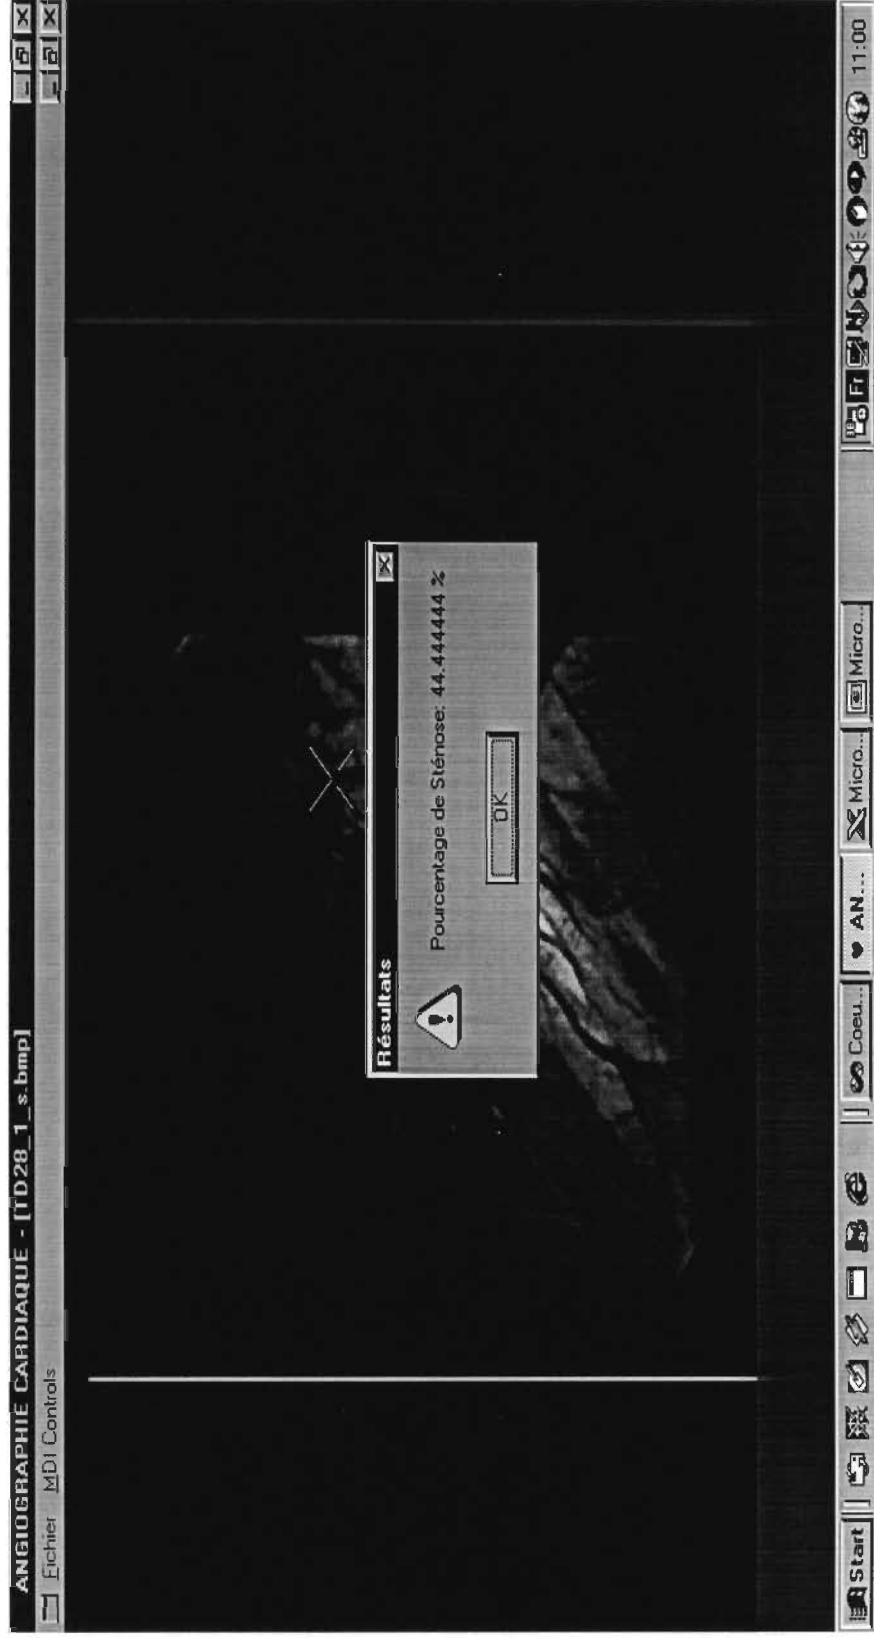 ANGIOGRAPHIE CARDIAQUE - [TD28_1_s.bmp]
Fichier MDI Controls
Résultats
Pourcentage de Sténose: 44.444444 %
OK
Start
Coeu...
AN...
Micro...
Micro...
Fr
11:00